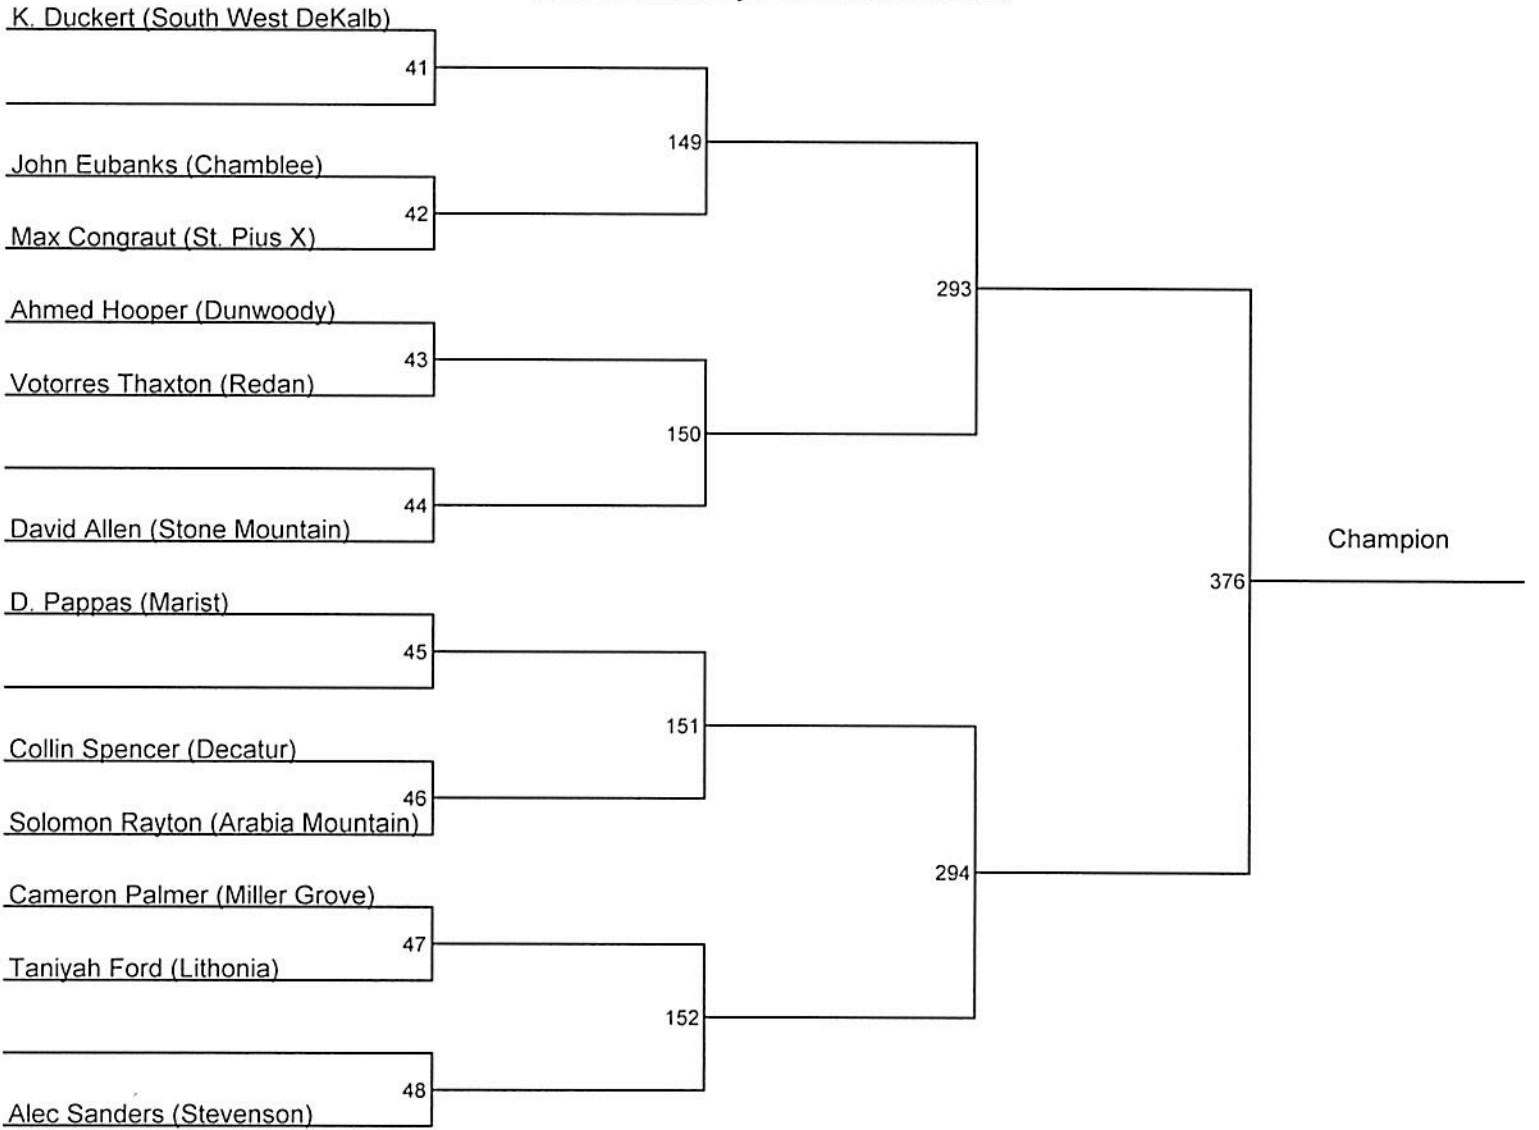 K. Duckert (South West DeKalb)
41
149
John Eubanks (Chamblee)
42
Max Congraut (St. Pius X)
293
Ahmed Hooper (Dunwoody)
43
Votorres Thaxton (Redan)
150
44
David Allen (Stone Mountain)
Champion
376
D. Pappas (Marist)
45
151
Collin Spencer (Decatur)
46
Solomon Rayton (Arabia Mountain)
294
Cameron Palmer (Miller Grove)
47
Taniyah Ford (Lithonia)
152
48
Alec Sanders (Stevenson)